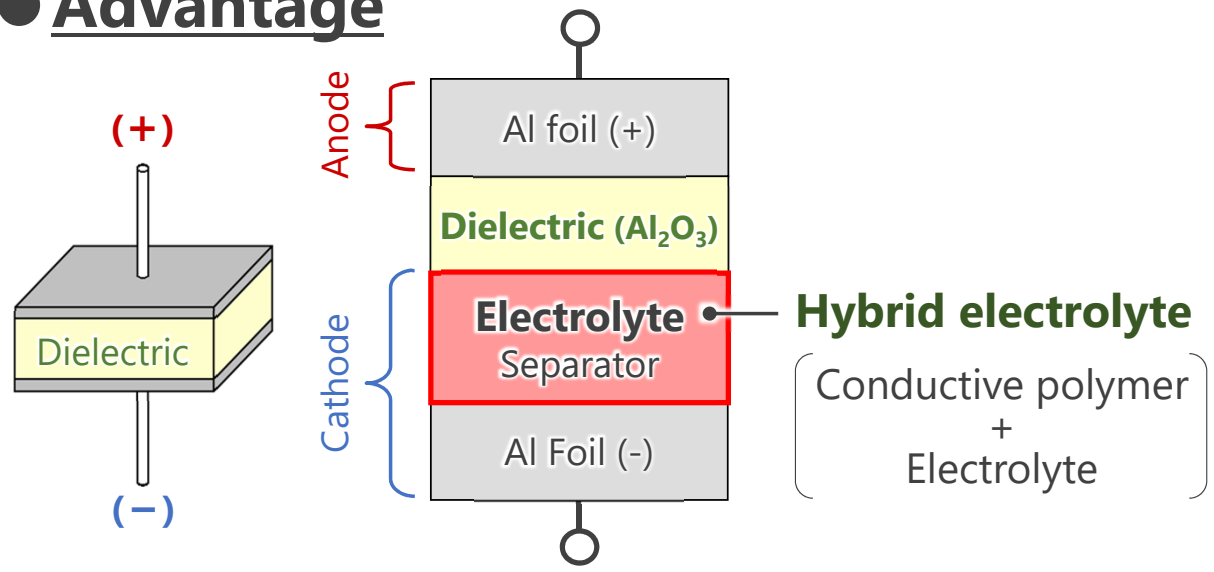 ● Advantage
(+)
Dielectric
(−)
Anode
Cathode
Al foil (+)
Dielectric (Al₂O₃)
Electrolyte
Separator
Al Foil (-)
Hybrid electrolyte
Conductive polymer
+
Electrolyte